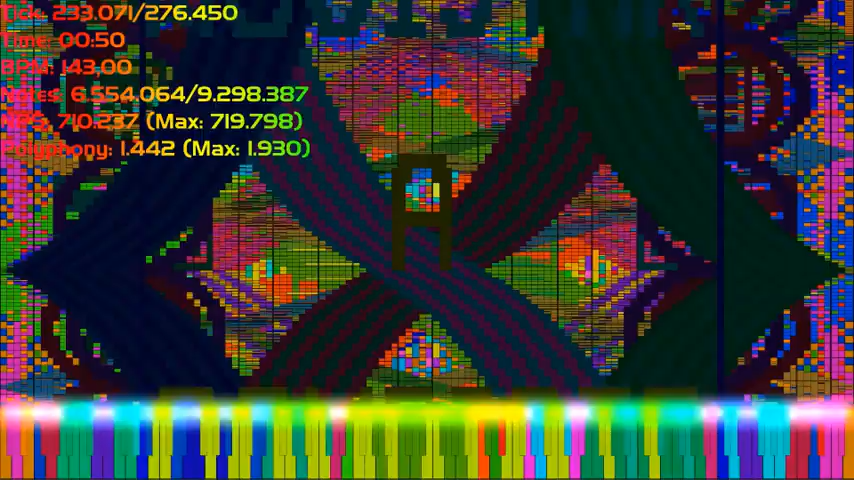 Tick: 233.071/276.450
Time: 00:50
BPM: 143,00
Notes: 6.554.064/9.298.387
NPS: 710.237 (Max: 719.798)
Polyphony: 1.442 (Max: 1.930)
A